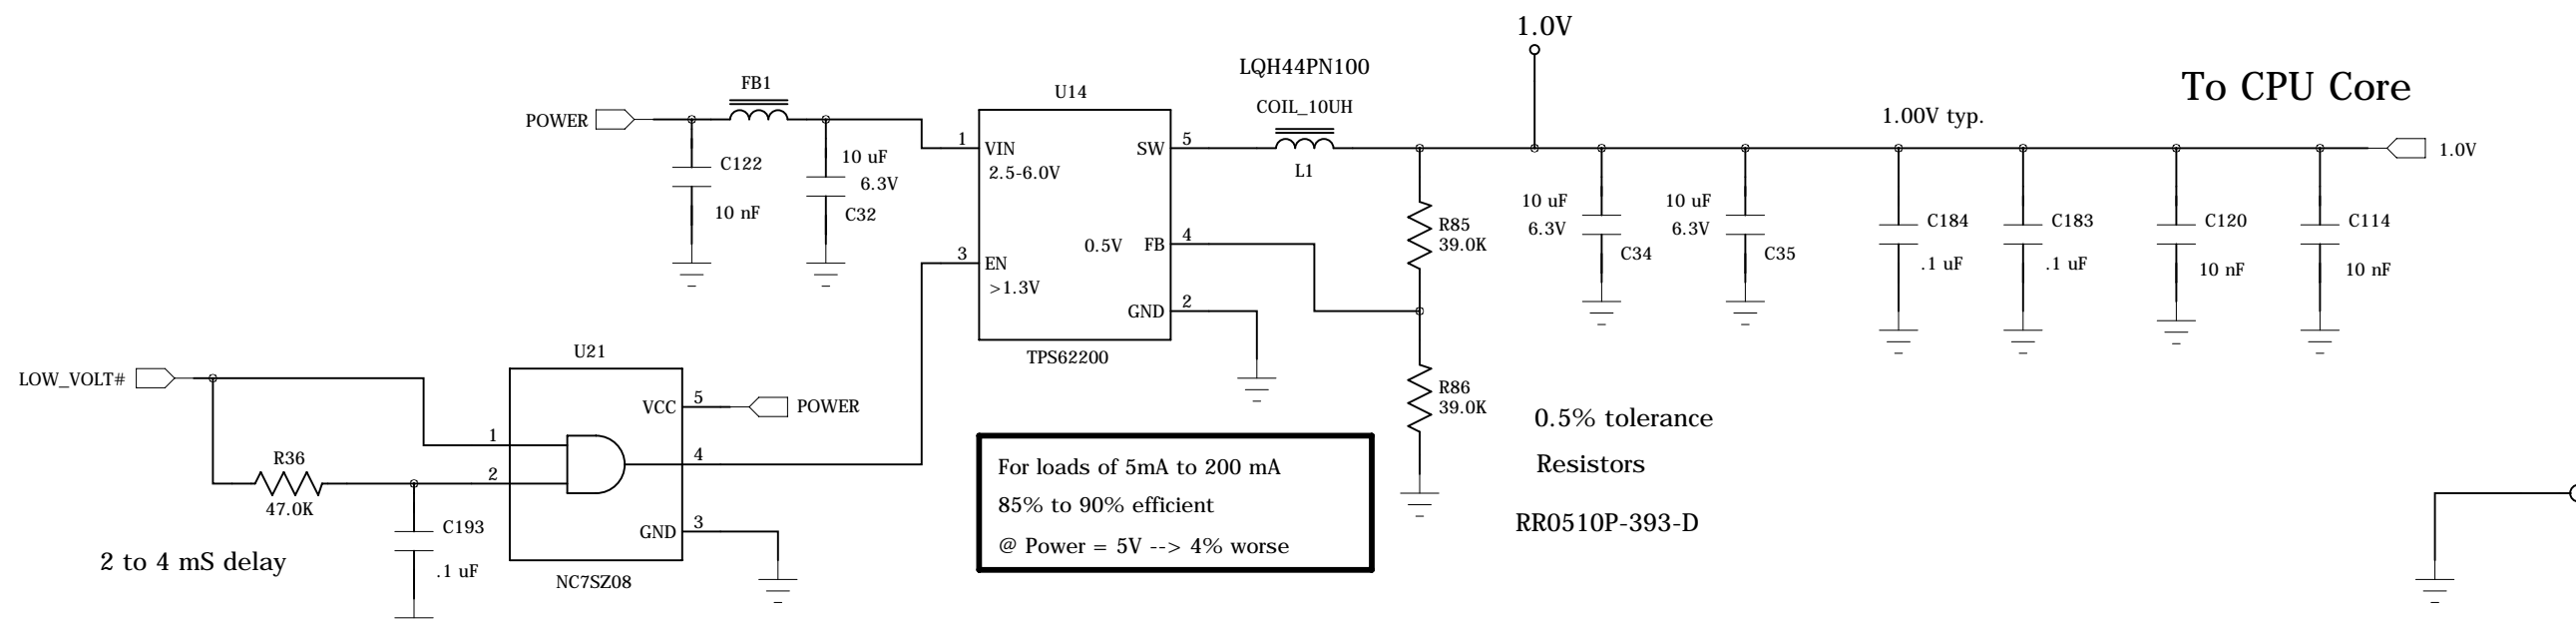 1.0V
To CPU Core
LQH44PN100
COIL_10UH
L1
FB1
U14
POWER
C122
10 nF
10 uF
6.3V
C32
1
VIN
2.5-6.0V
SW
5
0.5V
FB
4
3
EN
>1.3V
GND
2
TPS62200
1.00V typ.
1.0V
R85
39.0K
10 uF
6.3V
C34
10 uF
6.3V
C35
C184
.1 uF
C183
.1 uF
C120
10 nF
C114
10 nF
R86
39.0K
0.5% tolerance
Resistors
RR0510P-393-D
LOW_VOLT#
U21
VCC
5
POWER
1
2
4
R36
47.0K
C193
.1 uF
GND
3
NC7SZ08
2 to 4 mS delay
For loads of 5mA to 200 mA
85% to 90% efficient
@ Power = 5V --> 4% worse